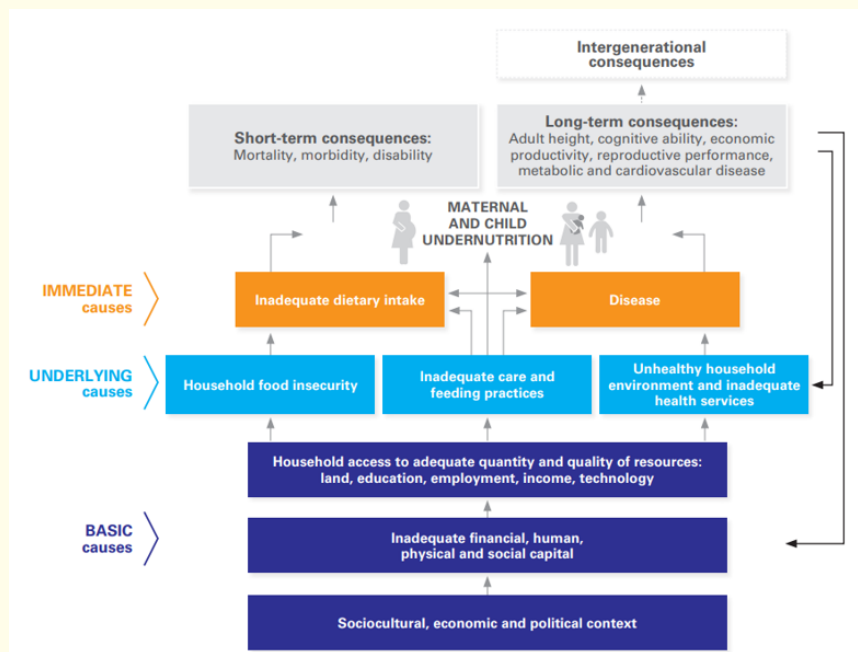 Intergenerational
consequences
Short-term consequences:
Mortality, morbidity, disability
Long-term consequences:
Adult height, cognitive ability, economic
productivity, reproductive performance,
metabolic and cardiovascular disease
MATERNAL
AND CHILD
UNDERNUTRITION
IMMEDIATE
causes
Inadequate dietary intake
Disease
UNDERLYING
causes
Household food insecurity
Inadequate care and
feeding practices
Unhealthy household
environment and inadequate
health services
BASIC
causes
Household access to adequate quantity and quality of resources:
land, education, employment, income, technology
Inadequate financial, human,
physical and social capital
Sociocultural, economic and political context